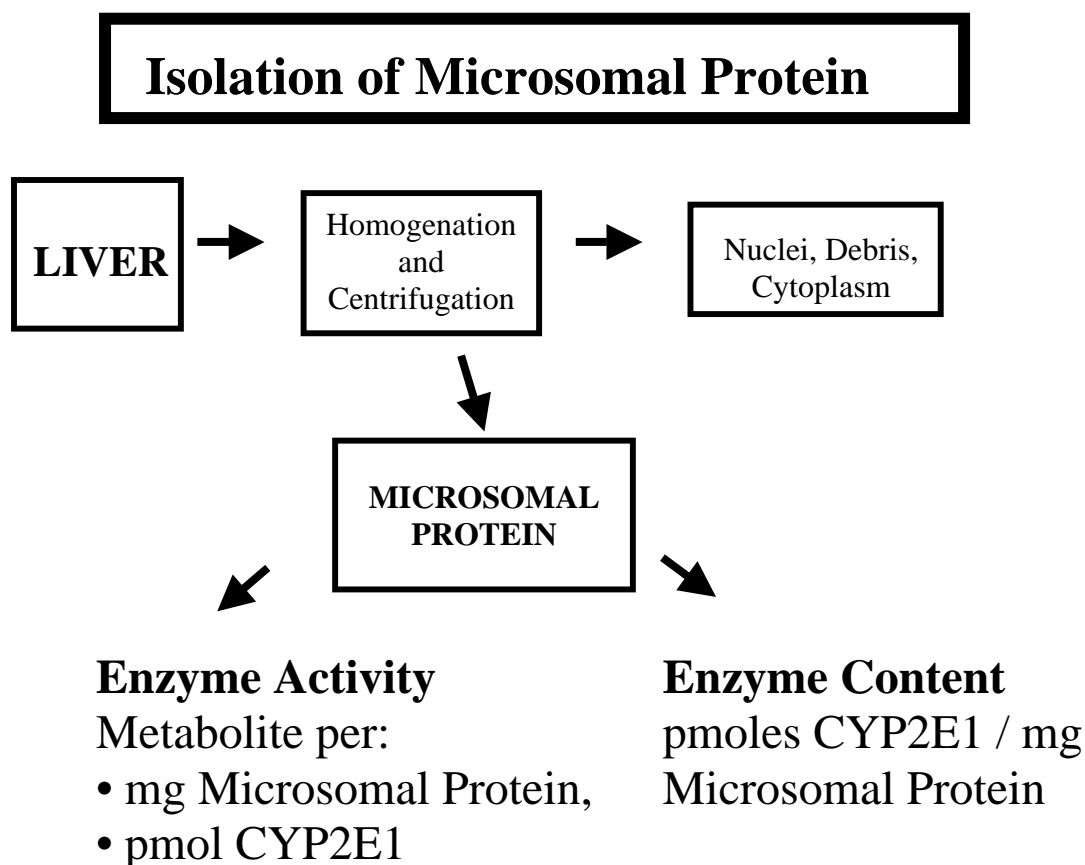 Isolation of Microsomal Protein
LIVER
Homogenation
and
Centrifugation
Nuclei, Debris,
Cytoplasm
MICROSOMAL
PROTEIN
Enzyme Activity
Metabolite per:
• mg Microsomal Protein,
• pmol CYP2E1
Enzyme Content
pmoles CYP2E1 / mg
Microsomal Protein